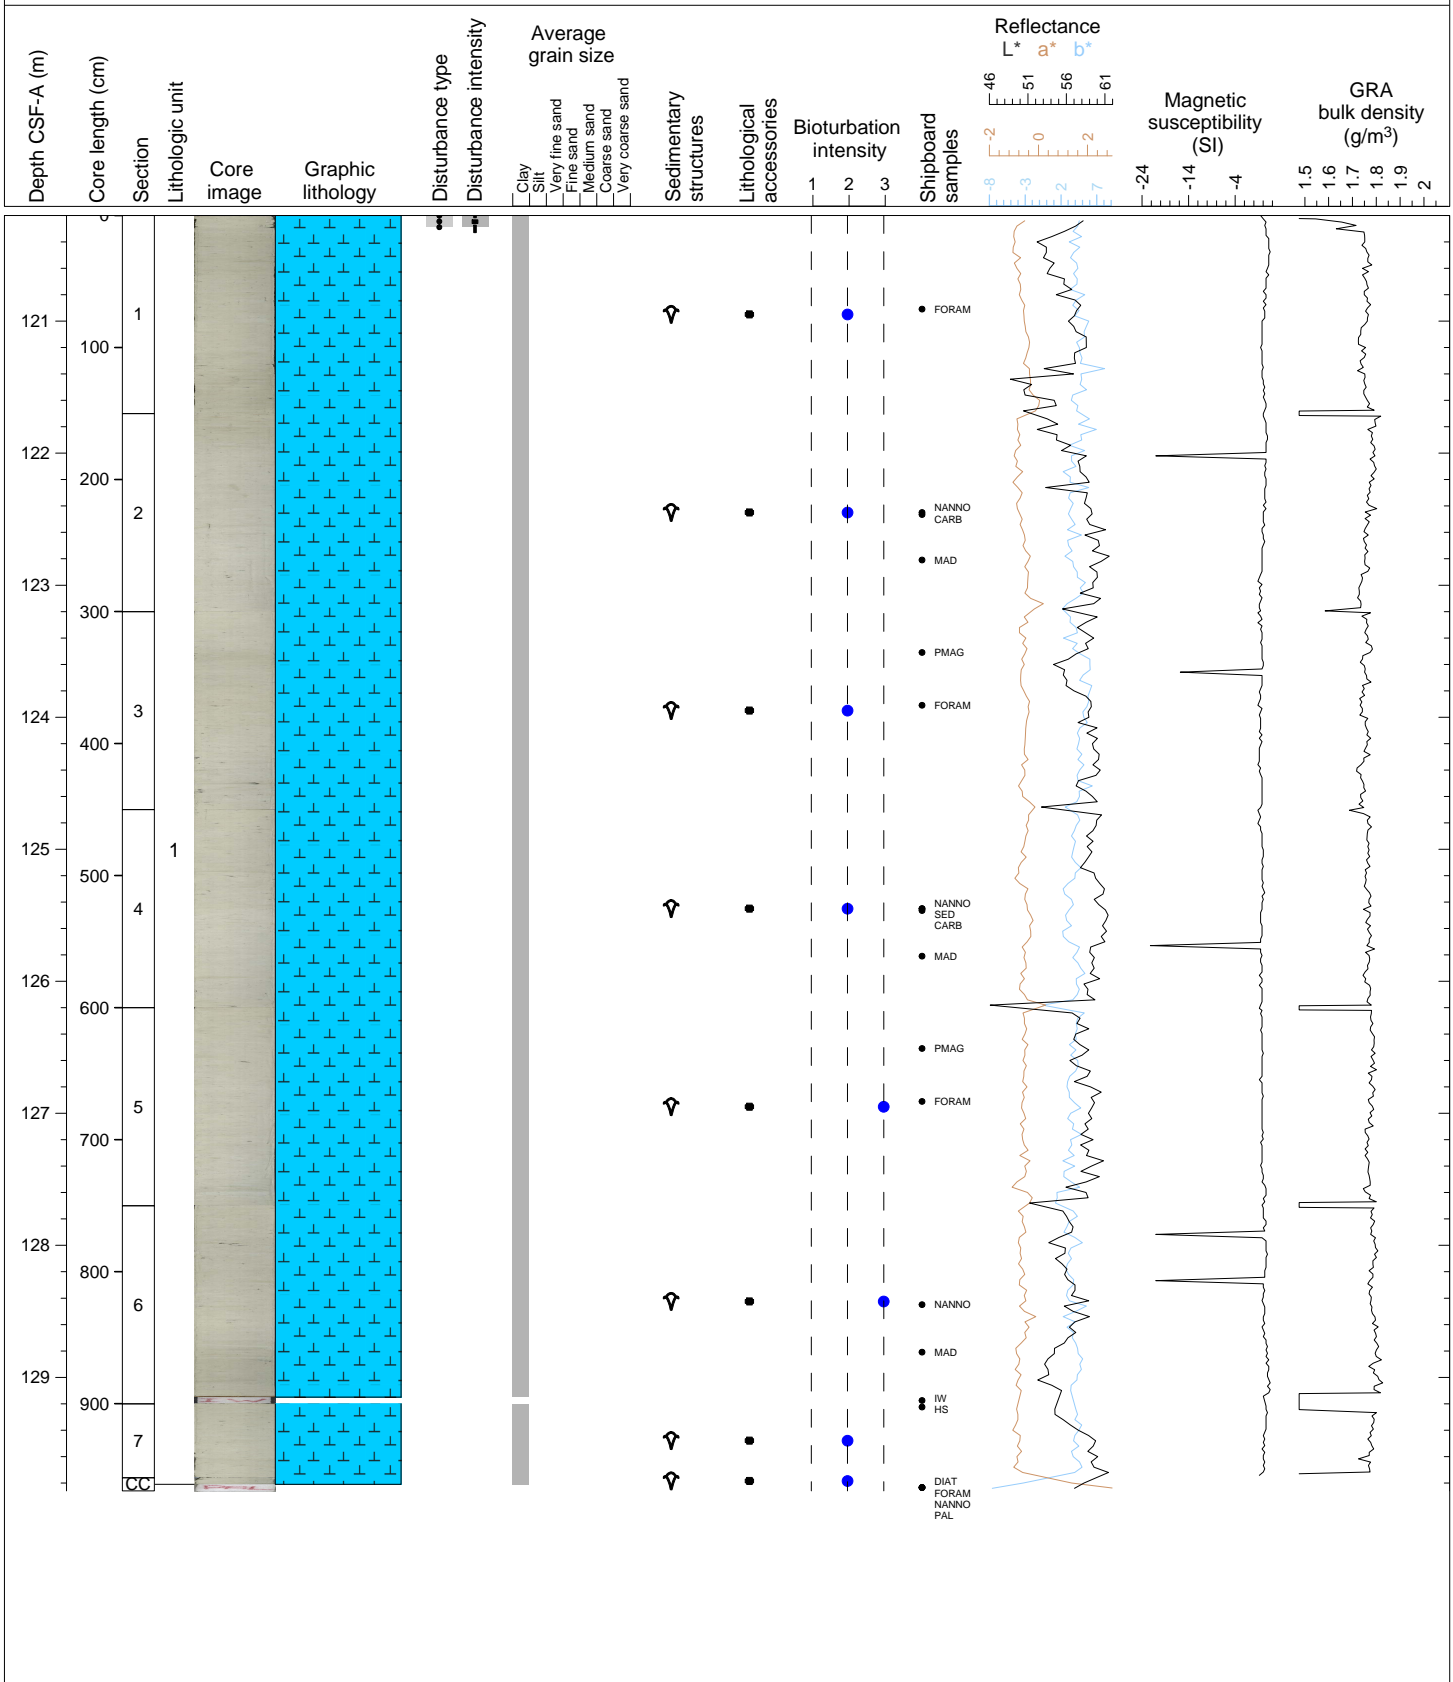 Depth CSF-A (m)
Core length (cm)
Section
Lithologic unit
Core
image
Graphic
lithology
Disturbance type
Disturbance intensity
Average
grain size
Clay
Silt
Very fine sand
Fine sand
Medium sand
Coarse sand
Very coarse sand
Sedimentary
structures
Lithological
accessories
Bioturbation
intensity
1 2 3
Shipboard
samples
Reflectance
L* a* b*
46 51 56 61
-2 0 2
-8 -3 2 7
Magnetic
susceptibility
(SI)
-24 -14 -4
GRA
bulk density
(g/m3)
1.5 1.6 1.7 1.8 1.9 2
0
1
FORAM
121
100
122
200
2
NANNO
CARB
MAD
123
300
PMAG
FORAM
3
124
400
125
1
500
4
NANNO
SED
CARB
MAD
126
600
PMAG
FORAM
5
127
700
128
800
6
NANNO
MAD
129
IW
900
HS
7
CC
DIAT
FORAM
NANNO
PAL